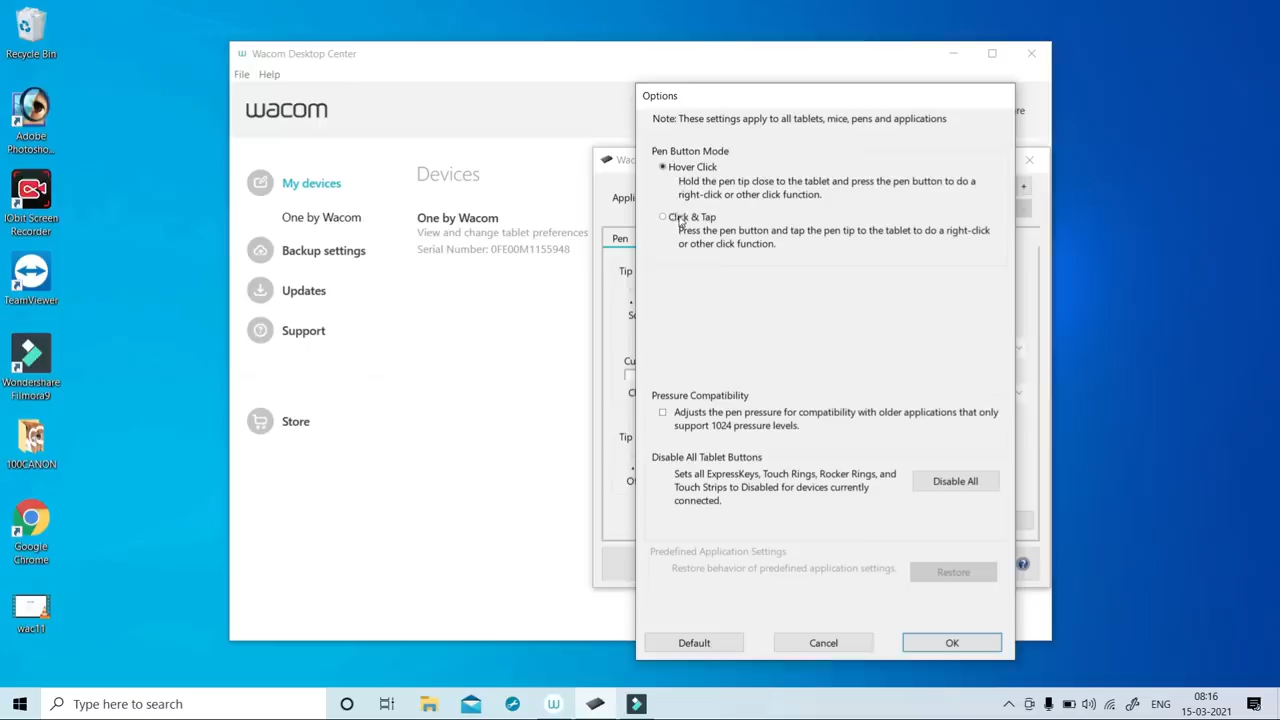 Recycle Bin
Adobe
Photosho...
IObit Screen
Recorder
TeamViewer
Wondershare
Filmora9
100CANON
Google
Chrome
wac11
Wacom Desktop Center
File Help
wacom
My devices
One by Wacom
Backup settings
Updates
Support
Store
Devices
One by Wacom
View and change tablet preferences
Serial Number: 0FE00M1155948
Pen
Tip
Tip
Options
Note: These settings apply to all tablets, mice, pens and applications
Pen Button Mode
Hover Click
Hold the pen tip close to the tablet and press the pen button to do a
right-click or other click function.
Click & Tap
Press the pen button and tap the pen tip to the tablet to do a right-click
or other click function.
Pressure Compatibility
Adjusts the pen pressure for compatibility with older applications that only
support 1024 pressure levels.
Disable All Tablet Buttons
Sets all ExpressKeys, Touch Rings, Rocker Rings, and
Touch Strips to Disabled for devices currently
connected.
Disable All
Predefined Application Settings
Restore behavior of predefined application settings.
Restore
Default Cancel OK
Type here to search
ENG
08:16
15-03-2021